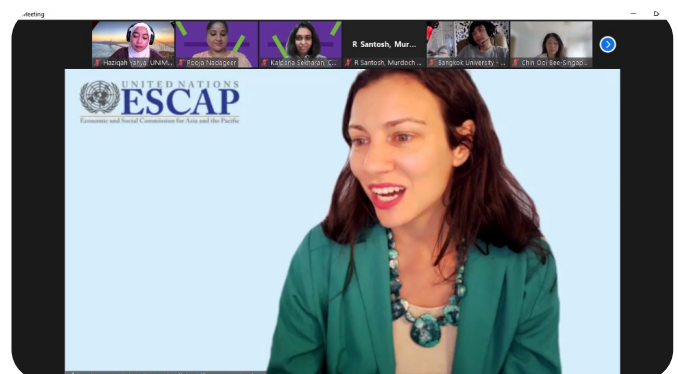 Meeting
R Santosh, Mur...
Haziqah Yahya, UNIM...
Pooja Nadageer
Kalpana Sekharan, C...
R Santosh, Murdoch ...
Bangkok University - ...
Chin Ooi Bee-Singap...
UNITED NATIONS
ESCAP
Economic and Social Commission for Asia and the Pacific